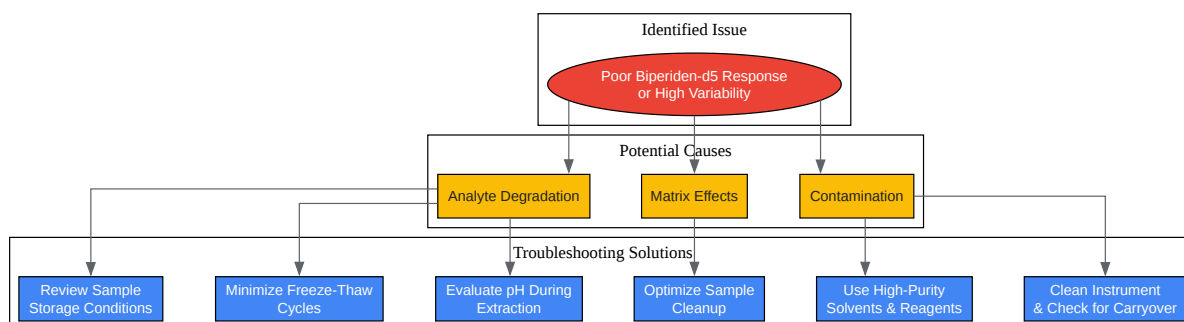 Identified Issue
Poor Biperiden-d5 Response
or High Variability
Potential Causes
Analyte Degradation
Matrix Effects
Contamination
Troubleshooting Solutions
Review Sample
Storage Conditions
Minimize Freeze-Thaw
Cycles
Evaluate pH During
Extraction
Optimize Sample
Cleanup
Use High-Purity
Solvents & Reagents
Clean Instrument
& Check for Carryover